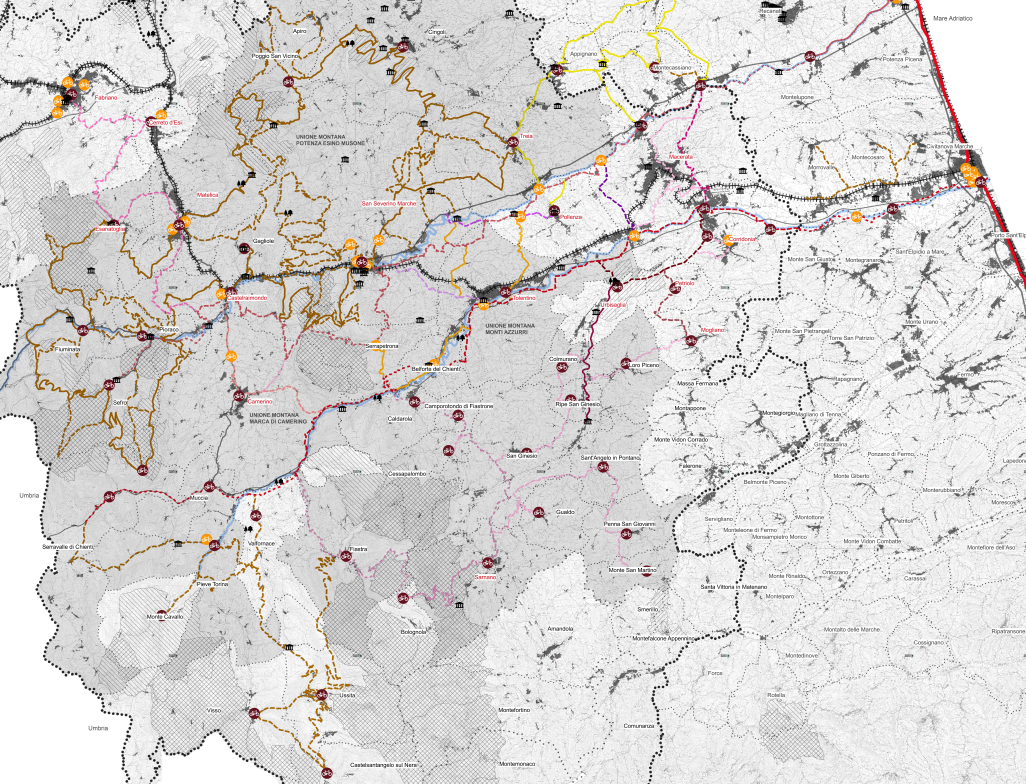 Recanati
Mare Adriatico
Apiro
Cingoli
Appignano
Poggio San Vicino
Montecassiano
Potenza Picena
Fabriano
Montelupone
Cerreto d'Esi
UNIONE MONTANA
POTENZA ESINO MUSONE
Treia
Civitanova Marche
Macerata
Montecosaro
Morrovalle
Matelica
San Severino Marche
Pollenza
Esanatoglia
Gagliole
Corridonia
Porto Sant'Elp
Sant'Elpidio a Mare
Monte San Giusto
Montegranaro
Castelraimondo
Tolentino
Petriolo
Urbisaglia
Pioraco
UNIONE MONTANA
MONTI AZZURRI
Mogliano
Monte San Pietrangeli
Monte Urano
Torre San Patrizio
Fiuminata
Serrapetrona
Colmurano
Loro Piceno
Belforte del Chienti
Rapagnano
Fermo
Massa Fermana
Sefro
Camerino
Camporotondo di Fiastrone
Ripe San Ginesio
Montappone
Montegiorgio
Magliano di Tenna
UNIONE MONTANA
MARCA DI CAMERINO
Caldarola
Monte Vidon Corrado
Grottazzolina
San Ginesio
Sant'Angelo in Pontano
Ponzano di Fermo
Falerone
Lapedona
Cessapalombo
Monte Giberto
Belmonte Piceno
Umbria
Muccia
Monterubbiano
Moresco
Gualdo
Servigliano
Montottone
Petritoli
Penna San Giovanni
Monteleone di Fermo
Monsampietro Morico
Monte Vidon Combatte
Serravalle di Chienti
Valfornace
Fiastra
Montefiore dell'Aso
Sarnano
Monte San Martino
Ortezzano
Monte Rinaldo
Carassai
Pieve Torina
Santa Vittoria in Matenano
Montelparo
Monte Cavallo
Smerillo
Bolognola
Amandola
Montalto delle Marche
Ripatransone
Montefalcone Appennino
Cossignano
Montedinove
Force
Ussita
Rotella
Visso
Montefortino
Umbria
Comunanza
Castelsantangelo sul Nera
Montemonaco